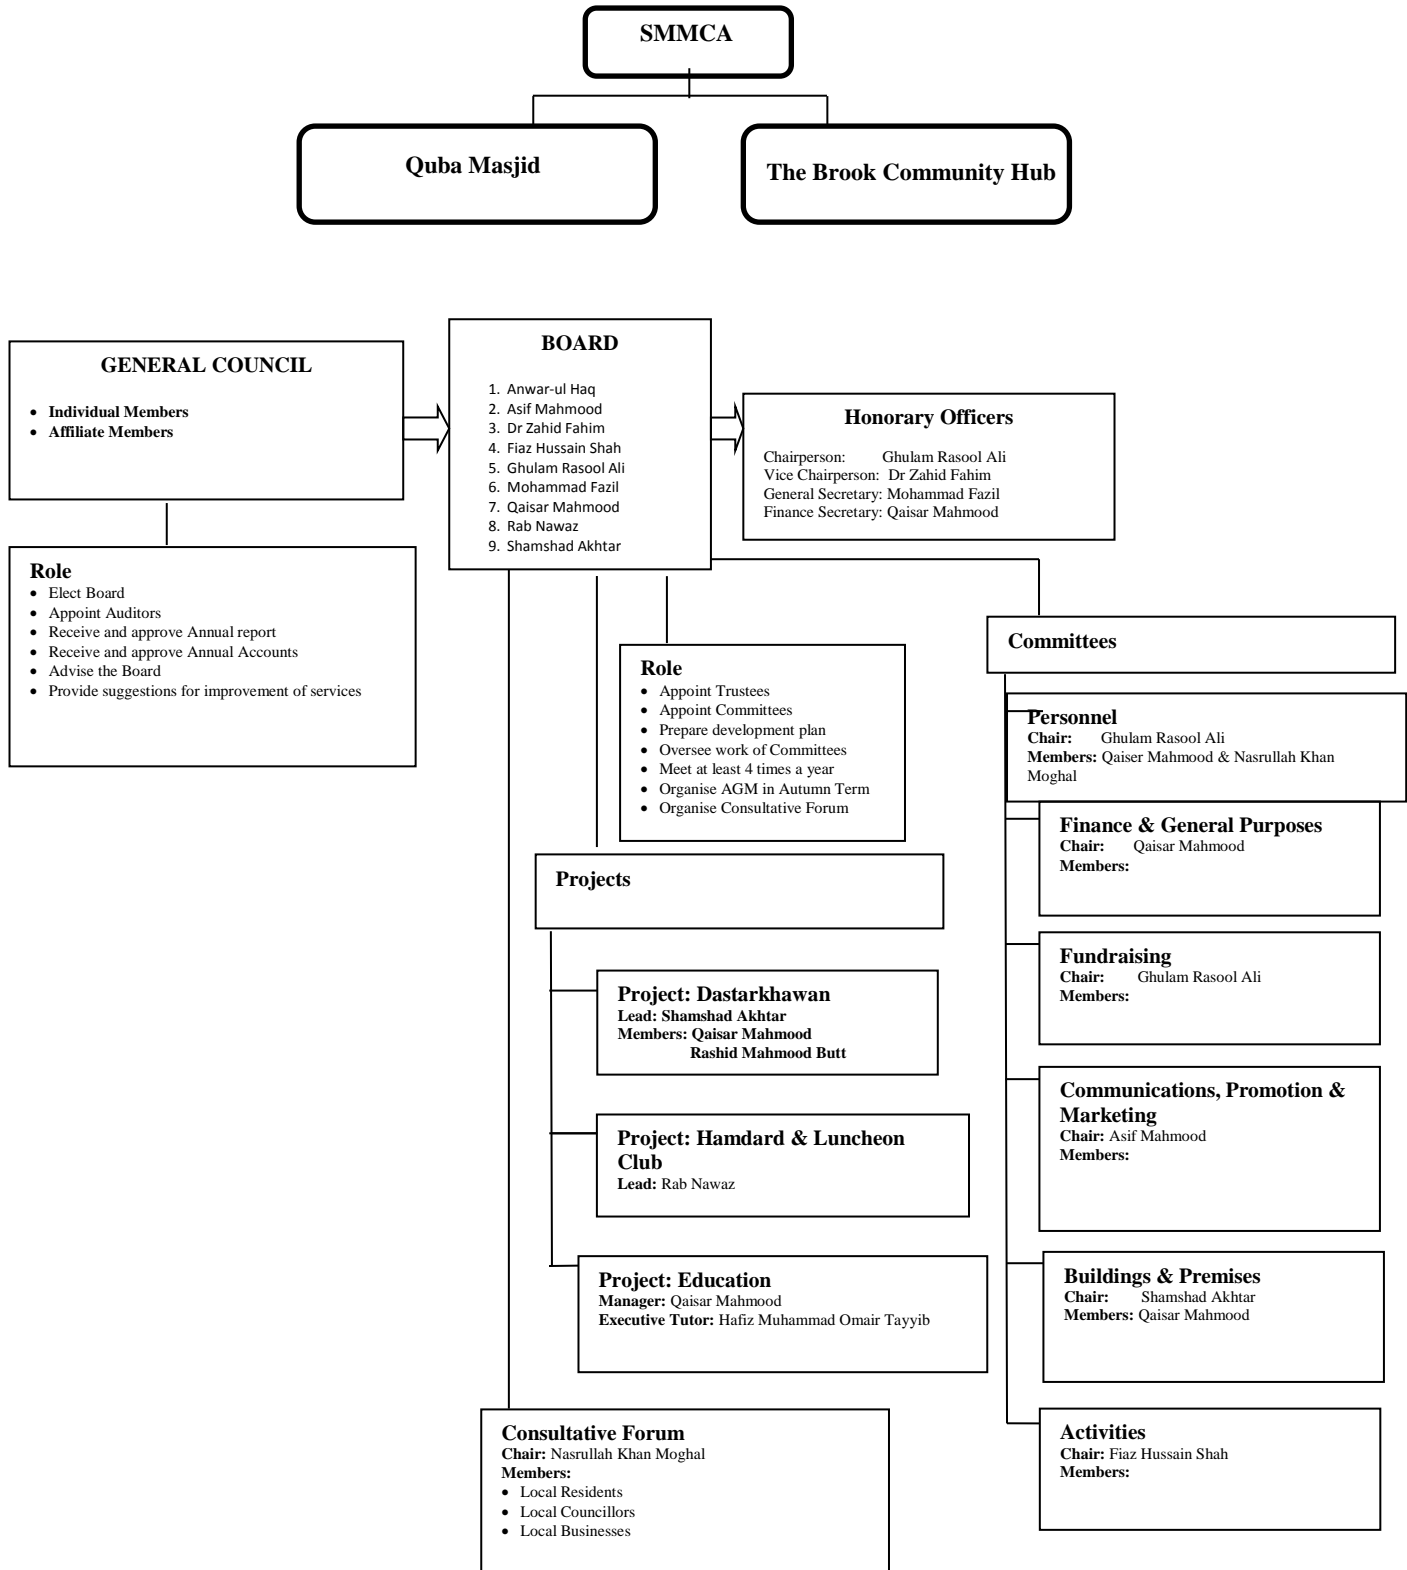 SMMCA
Quba Masjid
The Brook Community Hub
GENERAL COUNCIL
• Individual Members
• Affiliate Members
Role
• Elect Board
• Appoint Auditors
• Receive and approve Annual report
• Receive and approve Annual Accounts
• Advise the Board
• Provide suggestions for improvement of services
BOARD
1. Anwar-ul Haq
2. Asif Mahmood
3. Dr Zahid Fahim
4. Fiaz Hussain Shah
5. Ghulam Rasool Ali
6. Mohammad Fazil
7. Qaisar Mahmood
8. Rab Nawaz
9. Shamshad Akhtar
Honorary Officers
Chairperson: Ghulam Rasool Ali
Vice Chairperson: Dr Zahid Fahim
General Secretary: Mohammad Fazil
Finance Secretary: Qaisar Mahmood
Role
• Appoint Trustees
• Appoint Committees
• Prepare development plan
• Oversee work of Committees
• Meet at least 4 times a year
• Organise AGM in Autumn Term
• Organise Consultative Forum
Projects
Project: Dastarkhawan
Lead: Shamshad Akhtar
Members: Qaisar Mahmood
Rashid Mahmood Butt
Project: Hamdard & Luncheon
Club
Lead: Rab Nawaz
Project: Education
Manager: Qaisar Mahmood
Executive Tutor: Hafiz Muhammad Omair Tayyib
Consultative Forum
Chair: Nasrullah Khan Moghal
Members:
• Local Residents
• Local Councillors
• Local Businesses
Committees
Personnel
Chair: Ghulam Rasool Ali
Members: Qaiser Mahmood & Nasrullah Khan
Moghal
Finance & General Purposes
Chair: Qaisar Mahmood
Members:
Fundraising
Chair: Ghulam Rasool Ali
Members:
Communications, Promotion &
Marketing
Chair: Asif Mahmood
Members:
Buildings & Premises
Chair: Shamshad Akhtar
Members: Qaisar Mahmood
Activities
Chair: Fiaz Hussain Shah
Members: